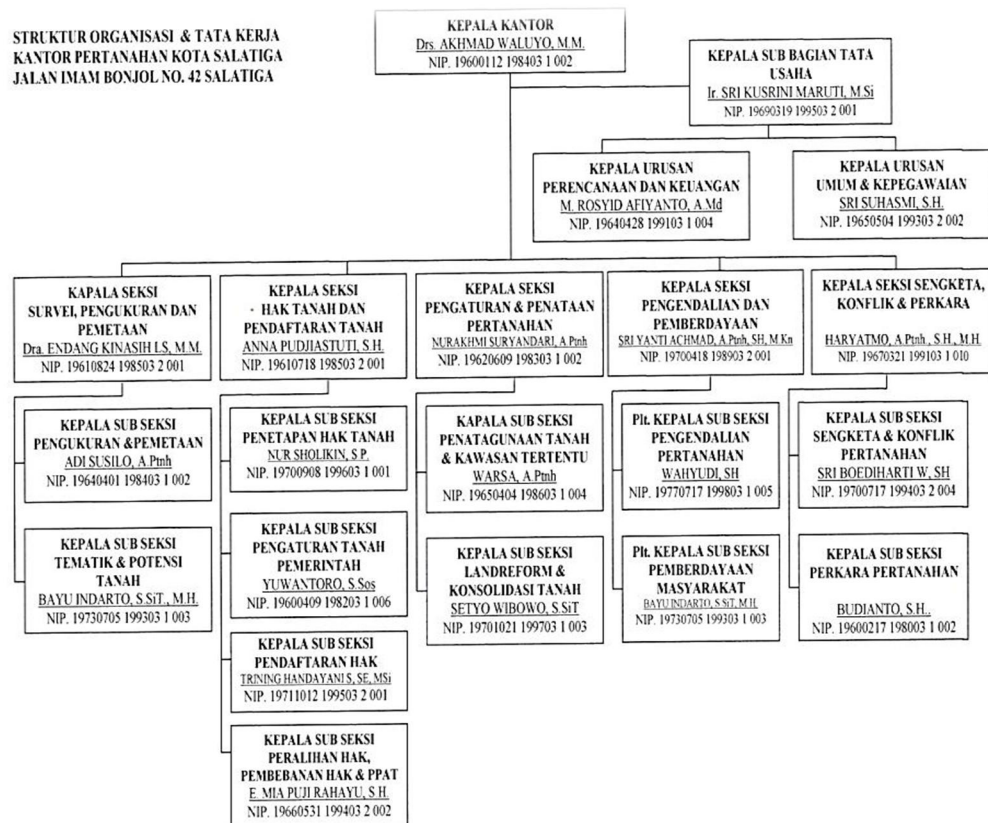 STRUKTUR ORGANISASI & TATA KERJA
KANTOR PERTANAHAN KOTA SALATIGA
JALAN IMAM BONJOL NO. 42 SALATIGA
KEPALA KANTOR
Drs. AKHMAD WALUYO, M.M.
NIP. 19600112 198403 1 002
KEPALA SUB BAGIAN TATA
USAHA
Ir. SRI KUSRINI MARUTI, M.Si
NIP. 19690319 199503 2 001
KEPALA URUSAN
PERENCANAAN DAN KEUANGAN
M. ROSYID AFIYANTO, A.Md
NIP. 19640428 199103 1 004
KEPALA URUSAN
UMUM & KEPEGAWAIAN
SRI SUHASMI, S.H.
NIP. 19650504 199303 2 002
KAPALA SEKSI
SURVEI, PENGUKURAN DAN
PEMETAAN
Dra. ENDANG KINASIH LS, M.M.
NIP. 19610824 198503 2 001
KEPALA SEKSI
HAK TANAH DAN
PENDAFTARAN TANAH
ANNA PUDJIASTUTI, S.H.
NIP. 19610718 198503 2 001
KEPALA SEKSI
PENGATURAN & PENATAAN
PERTANAHAN
NURAKHMI SURYANDARI, A.Ptnh
NIP. 19620609 198303 1 002
KEPALA SEKSI
PENGENDALIAN DAN
PEMBERDAYAAN
SRI YANTI ACHMAD, A.Ptnh, SH, M.Kn
NIP. 19700418 198903 2 001
KEPALA SEKSI SENGKETA,
KONFLIK & PERKARA
HARYATMO, A.Ptnh., S.H., M.H.
NIP. 19670321 199103 1 010
KEPALA SUB SEKSI
PENGUKURAN &PEMETAAN
ADI SUSILO, A.Ptnh
NIP. 19640401 198403 1 002
KEPALA SUB SEKSI
TEMATIK & POTENSI
TANAH
BAYU INDARTO, S.SiT., M.H.
NIP. 19730705 199303 1 003
KEPALA SUB SEKSI
PENETAPAN HAK TANAH
NUR SHOLIKIN, S.P.
NIP. 19700908 199603 1 001
KEPALA SUB SEKSI
PENGATURAN TANAH
PEMERINTAH
YUWANTORO, S.Sos
NIP. 19600409 198203 1 006
KEPALA SUB SEKSI
PENDAFTARAN HAK
TRINING HANDAYANI S, SE, MSi
NIP. 19711012 199503 2 001
KEPALA SUB SEKSI
PERALIHAN HAK,
PEMBEBANAN HAK & PPAT
E. MIA PUJI RAHAYU, S.H.
NIP. 19660531 199403 2 002
KAPALA SUB SEKSI
PENATAGUNAAN TANAH
& KAWASAN TERTENTU
WARSA, A.Ptnh
NIP. 19650404 198603 1 004
KEPALA SUB SEKSI
LANDREFORM &
KONSOLIDASI TANAH
SETYO WIBOWO, S.SiT
NIP. 19701021 199703 1 003
Plt. KEPALA SUB SEKSI
PENGENDALIAN
PERTANAHAN
WAHYUDI, SH
NIP. 19770717 199803 1 005
Plt. KEPALA SUB SEKSI
PEMBERDAYAAN
MASYARAKAT
BAYU INDARTO, S.SiT, M.H.
NIP. 19730705 199303 1 003
KEPALA SUB SEKSI
SENGKETA & KONFLIK
PERTANAHAN
SRI BOEDIHARTI W, SH
NIP. 19700717 199403 2 004
KEPALA SUB SEKSI
PERKARA PERTANAHAN
BUDIANTO, S.H..
NIP. 19600217 198003 1 002